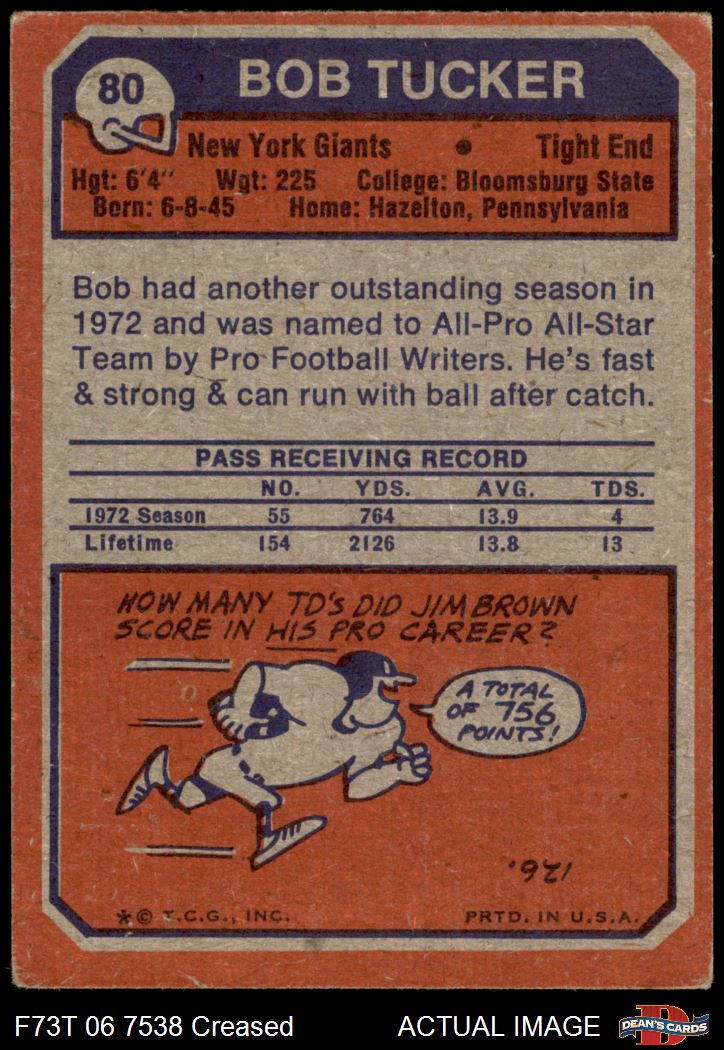 80
BOB TUCKER
New York Giants • Tight End
Hgt: 6'4" Wgt: 225 College: Bloomsburg State
Born: 6-8-45 Home: Hazelton, Pennsylvania
Bob had another outstanding season in
1972 and was named to All-Pro All-Star
Team by Pro Football Writers. He's fast
& strong & can run with ball after catch.
PASS RECEIVING RECORD
NO. YDS. AVG. TDS.
1972 Season 55 764 13.9 4
Lifetime 154 2126 13.8 13
HOW MANY TD'S DID JIM BROWN
SCORE IN HIS PRO CAREER?
A TOTAL
OF 756
POINTS!
126.
*© T.C.G., INC. PRTD. IN U.S.A.
F73T 06 7538 Creased ACTUAL IMAGE
D
DEAN'S CARDS